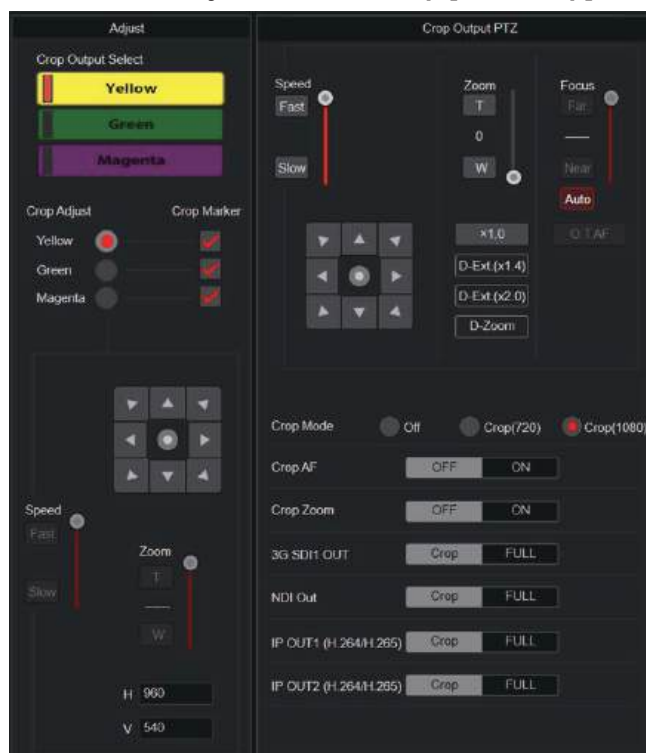 Adjust
Crop Output Select
Yellow
Green
Magenta
Crop Adjust Crop Marker
Yellow
Green
Magenta
Speed
Fast
Slow
Zoom
T
W
H 960
V 540
Crop Output PTZ
Speed
Fast
Slow
Zoom
T
0
W
Focus
Far
Near
Auto
×1.0
O.T.AF
D-Ext.(x1.4)
D-Ext.(x2.0)
D-Zoom
Crop Mode Off Crop(720) Crop(1080)
Crop AF OFF ON
Crop Zoom OFF ON
3G SDI1 OUT Crop FULL
NDI Out Crop FULL
IP OUT1 (H.264/H.265) Crop FULL
IP OUT2 (H.264/H.265) Crop FULL